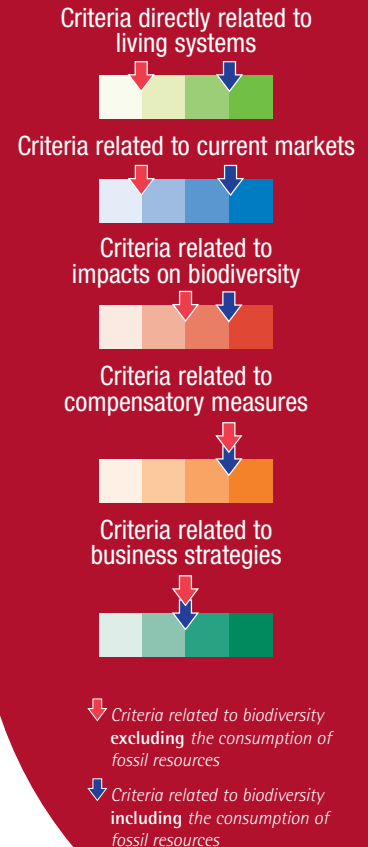 Criteria directly related to
living systems
Criteria related to current markets
Criteria related to
impacts on biodiversity
Criteria related to
compensatory measures
Criteria related to
business strategies
Criteria related to biodiversity
excluding the consumption of
fossil resources
Criteria related to biodiversity
including the consumption of
fossil resources